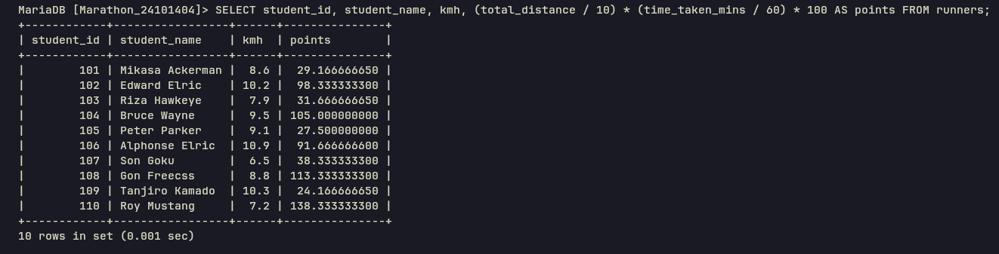 MariaDB [Marathon_24101404]> SELECT student_id, student_name, kmh, (total_distance / 10) * (time_taken_mins / 60) * 100 AS points FROM runners;
+------------+-----------------+------+---------------+
| student_id | student_name    | kmh  | points        |
+------------+-----------------+------+---------------+
|        101 | Mikasa Ackerman |  8.6 |  29.166666650 |
|        102 | Edward Elric    | 10.2 |  98.333333300 |
|        103 | Riza Hawkeye    |  7.9 |  31.666666650 |
|        104 | Bruce Wayne     |  9.5 | 105.000000000 |
|        105 | Peter Parker    |  9.1 |  27.500000000 |
|        106 | Alphonse Elric  | 10.9 |  91.666666600 |
|        107 | Son Goku        |  6.5 |  38.333333300 |
|        108 | Gon Freecss     |  8.8 | 113.333333300 |
|        109 | Tanjiro Kamado  | 10.3 |  24.166666650 |
|        110 | Roy Mustang     |  7.2 | 138.333333300 |
+------------+-----------------+------+---------------+
10 rows in set (0.001 sec)